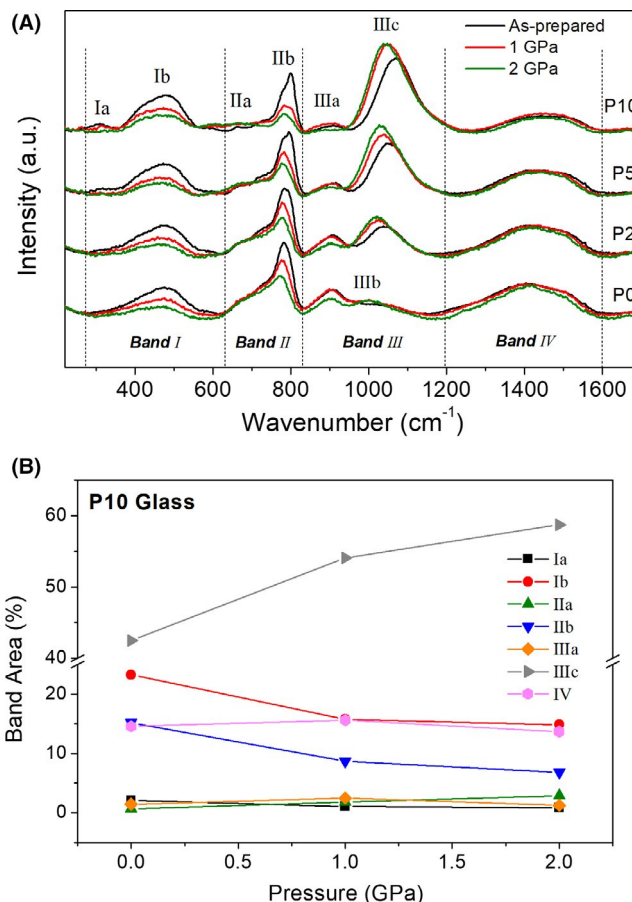 (A)
IIIc
As-prepared
1 GPa
2 GPa
Ib
IIb
Ia
IIa
IIIa
P10
P5
P2
IIIb
P0
Band I
Band II
Band III
Band IV
Intensity (a.u.)
400
600
800
1000
1200
1400
1600
Wavenumber (cm⁻¹)
(B)
P10 Glass
60
50
40
20
10
0
Band Area (%)
Ia
Ib
IIa
IIb
IIIa
IIIc
IV
0.0
0.5
1.0
1.5
2.0
Pressure (GPa)